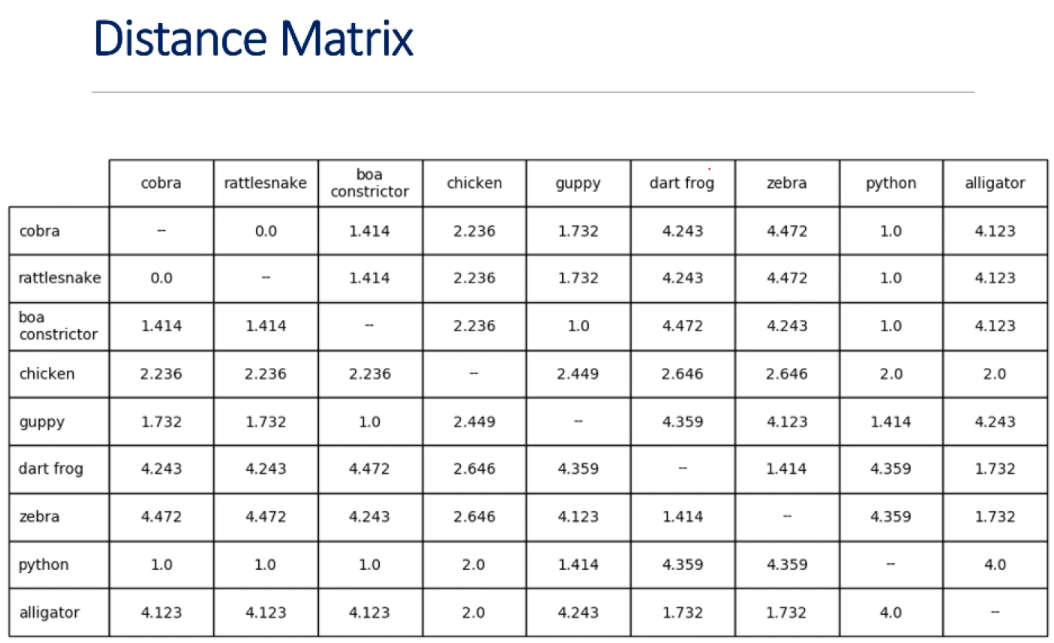 Distance Matrix
cobra rattlesnake boa constrictor chicken guppy dart frog zebra python alligator
cobra -- 0.0 1.414 2.236 1.732 4.243 4.472 1.0 4.123
rattlesnake 0.0 -- 1.414 2.236 1.732 4.243 4.472 1.0 4.123
boa constrictor 1.414 1.414 -- 2.236 1.0 4.472 4.243 1.0 4.123
chicken 2.236 2.236 2.236 -- 2.449 2.646 2.646 2.0 2.0
guppy 1.732 1.732 1.0 2.449 -- 4.359 4.123 1.414 4.243
dart frog 4.243 4.243 4.472 2.646 4.359 -- 1.414 4.359 1.732
zebra 4.472 4.472 4.243 2.646 4.123 1.414 -- 4.359 1.732
python 1.0 1.0 1.0 2.0 1.414 4.359 4.359 -- 4.0
alligator 4.123 4.123 4.123 2.0 4.243 1.732 1.732 4.0 --